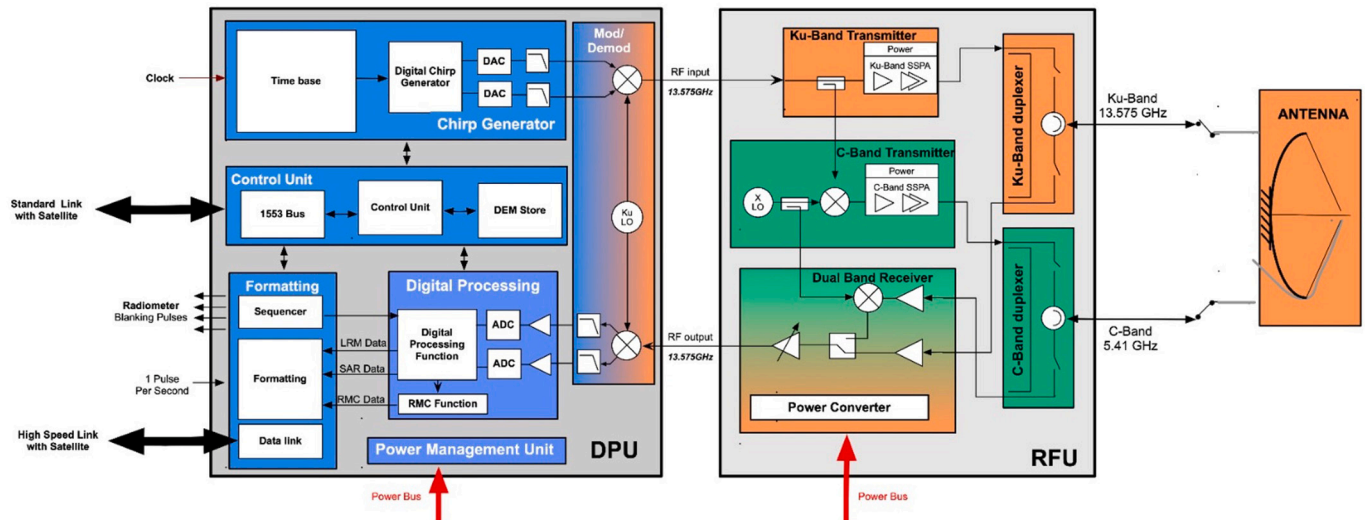 Clock
Time base
Digital Chirp
Generator
DAC
DAC
Chirp Generator
Mod/
Demod
Ku
LO
RF input
13.575GHz
Standard Link
with Satellite
Control Unit
1553 Bus
Control Unit
DEM Store
Formatting
Radiometer
Blanking Pulses
Sequencer
1 Pulse
Per Second
Formatting
High Speed Link
with Satellite
Data link
Digital Processing
LRM Data
SAR Data
RMC Data
Digital
Processing
Function
ADC
ADC
RMC Function
Power Management Unit
DPU
Power Bus
RF output
13.575GHz
Ku-Band Transmitter
Power
Ku-Band SSPA
C-Band Transmitter
X
LO
Power
C-Band SSPA
Dual Band Receiver
Power Converter
RFU
Power Bus
Ku-Band duplexer
C-Band duplexer
Ku-Band
13.575 GHz
C-Band
5.41 GHz
ANTENNA